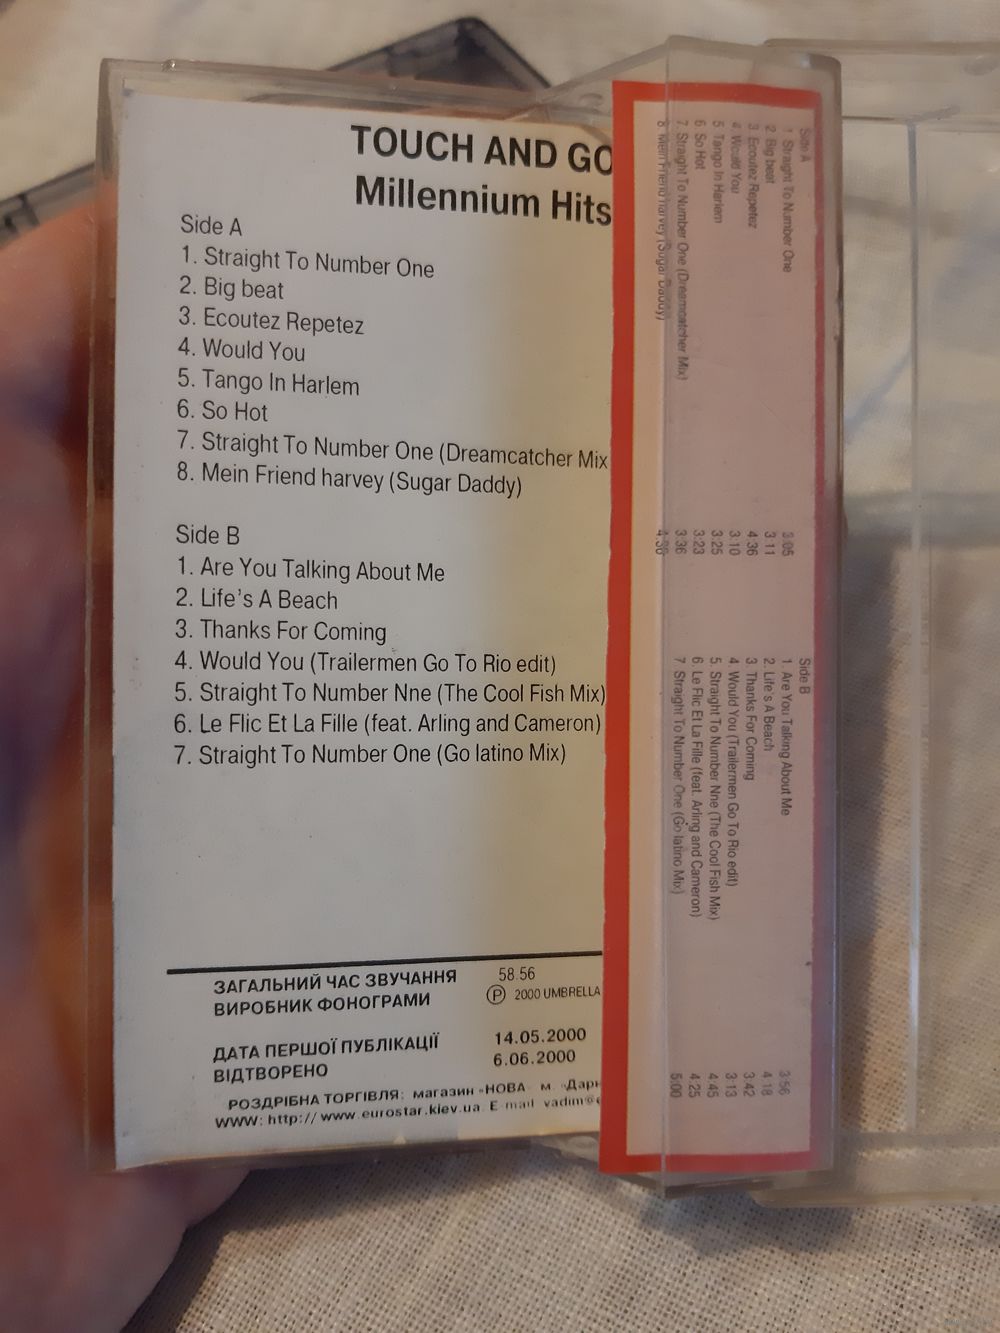 TOUCH AND GO
Millennium Hits
Side A
1. Straight To Number One
2. Big beat
3. Ecoutez Repetez
4. Would You
5. Tango In Harlem
6. So Hot
7. Straight To Number One (Dreamcatcher Mix
8. Mein Friend harvey (Sugar Daddy)
Side B
1. Are You Talking About Me
2. Life's A Beach
3. Thanks For Coming
4. Would You (Trailermen Go To Rio edit)
5. Straight To Number Nne (The Cool Fish Mix)
6. Le Flic Et La Fille (feat. Arling and Cameron)
7. Straight To Number One (Go latino Mix)
ЗАГАЛЬНИЙ ЧАС ЗВУЧАННЯ 58.56
ВИРОБНИК ФОНОГРАМИ Ⓟ 2000 UMBRELLA
ДАТА ПЕРШОЇ ПУБЛІКАЦІЇ 14.05.2000
ВІДТВОРЕНО 6.06.2000
РОЗДРІБНА ТОРГІВЛЯ: магазин «НОВА» м. «Дарн
WWW: http://www.eurostar.kiev.ua E-mail vadim@e
Side A
1 Straight To Number One 3:05
2 Big beat 3:11
3 Ecoutez Repetez 4:36
4 Would You 3:10
5 Tango In Harlem 3:25
6 So Hot 3:23
7. Straight To Number One (Dreamcatcher Mix) 3:36
8 Mein Friend harvey (Sugar Daddy)
Side B
1 Are You Talking About Me 3:56
2. Life's A Beach 4:18
3. Thanks For Coming 3:42
4 Would You (Trailermen Go To Rio edit) 3:13
5. Straight To Number Nne (The Cool Fish Mix) 4:45
6. Le Flic Et La Fille (feat. Arling and Cameron) 4:25
7 Straight To Number One (Go latino Mix) 5:00